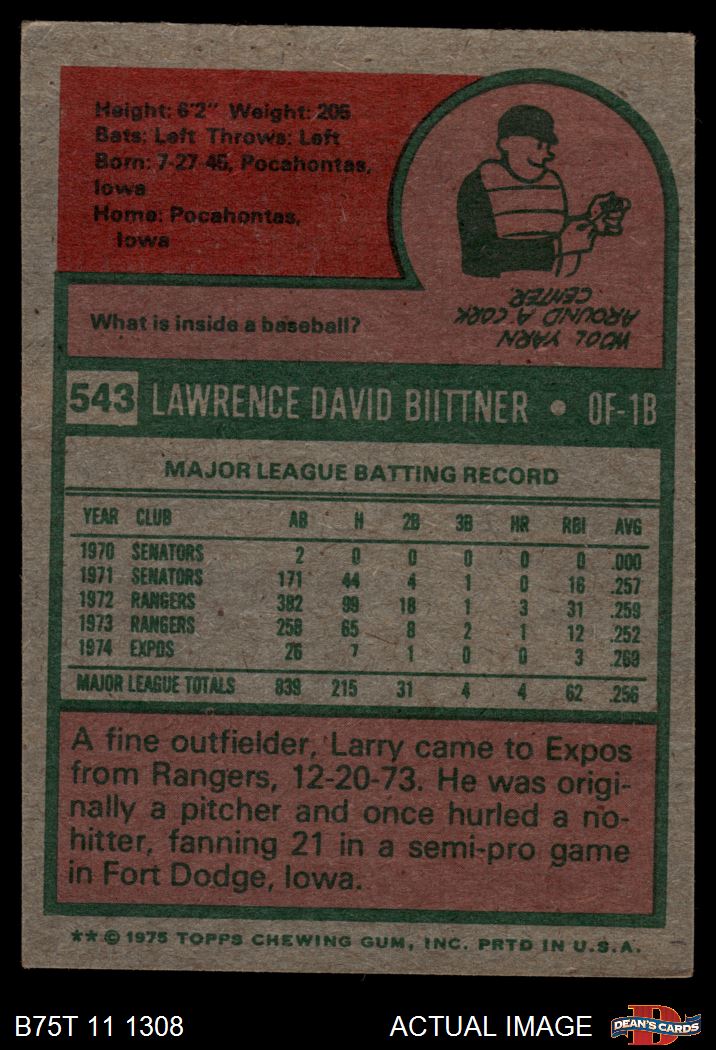 Height: 6'2" Weight: 205
Bats: Left Throws: Left
Born: 7-27-45, Pocahontas,
Iowa
Home: Pocahontas,
Iowa
What is inside a baseball?
WOOL YARN
AROUND A CORK
CENTER.
543 LAWRENCE DAVID BIITTNER • OF-1B
MAJOR LEAGUE BATTING RECORD
YEAR CLUB AB H 2B 3B HR RBI AVG
1970 SENATORS 2 0 0 0 0 0 .000
1971 SENATORS 171 44 4 1 0 16 .257
1972 RANGERS 382 99 18 1 3 31 .259
1973 RANGERS 258 65 8 2 1 12 .252
1974 EXPOS 26 7 1 0 0 3 .269
MAJOR LEAGUE TOTALS 839 215 31 4 4 62 .256
A fine outfielder, Larry came to Expos
from Rangers, 12-20-73. He was origi-
nally a pitcher and once hurled a no-
hitter, fanning 21 in a semi-pro game
in Fort Dodge, Iowa.
** © 1975 TOPPS CHEWING GUM, INC. PRTD IN U.S.A.
B75T 11 1308 ACTUAL IMAGE
D
DEAN'S CARDS